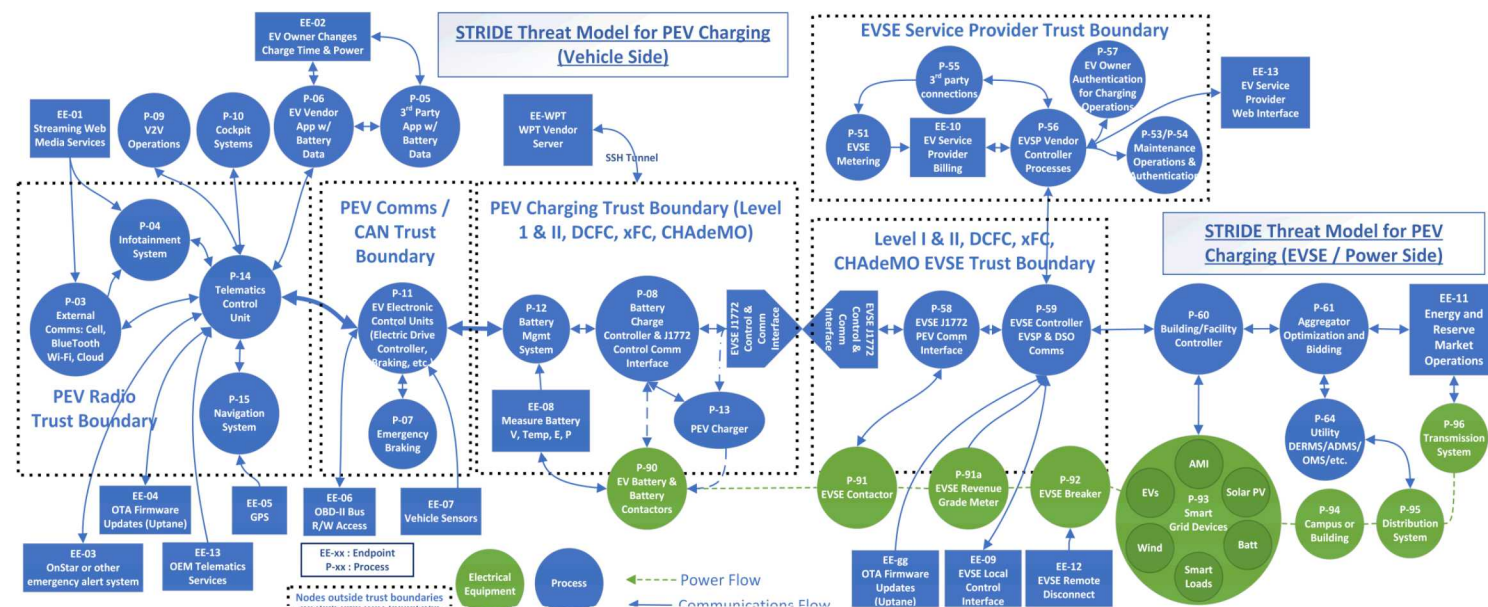 STRIDE Threat Model for PEV Charging
(Vehicle Side)
EE-02
EV Owner Changes
Charge Time & Power
EE-01
Streaming Web
Media Services
P-09
V2V
Operations
P-10
Cockpit
Systems
P-06
EV Vendor
App w/
Battery
Data
P-05
3rd Party
App w/
Battery
Data
EE-WPT
WPT Vendor
Server
SSH Tunnel
EVSE Service Provider Trust Boundary
P-55
3rd party
connections
P-57
EV Owner
Authentication
for Charging
Operations
EE-13
EV Service
Provider
Web Interface
P-51
EVSE
Metering
EE-10
EV Service
Provider
Billing
P-56
EVSP Vendor
Controller
Processes
P-53/P-54
Maintenance
Operations &
Authentication
P-04
Infotainment
System
P-14
Telematics
Control
Unit
P-03
External
Comms: Cell,
BlueTooth
Wi-Fi, Cloud
PEV Radio
Trust Boundary
P-15
Navigation
System
PEV Comms /
CAN Trust
Boundary
P-11
EV Electronic
Control Units
(Electric Drive
Controller,
Braking, etc.)
P-07
Emergency
Braking
PEV Charging Trust Boundary (Level
1 & II, DCFC, xFC, CHAdeMO)
P-12
Battery
Mgmt
System
P-08
Battery
Charge
Controller & J1772
Control Comm
Interface
EVSE J1772
Control &
Comm
Interface
EE-08
Measure Battery
V, Temp, E, P
P-13
PEV Charger
P-90
EV Battery &
Battery
Contactors
Level I & II, DCFC, xFC,
CHAdeMO EVSE Trust Boundary
EVSE J1772
Control &
Comm
Interface
P-58
EVSE J1772
PEV Comm
Interface
P-59
EVSE Controller
EVSP & DSO
Comms
P-91
EVSE Contactor
P-91a
EVSE Revenue
Grade Meter
P-92
EVSE Breaker
STRIDE Threat Model for PEV
Charging (EVSE / Power Side)
P-60
Building/Facility
Controller
P-61
Aggregator
Optimization and
Bidding
EE-11
Energy and
Reserve
Market
Operations
P-64
Utility
DERMS/ADMS/
OMS/etc.
P-96
Transmission
System
AMI
EVs
Solar PV
P-93
Smart
Grid Devices
Wind
Batt
Smart
Loads
P-94
Campus or
Building
P-95
Distribution
System
EE-04
OTA Firmware
Updates (Uptane)
EE-05
GPS
EE-06
OBD-II Bus
R/W Access
EE-07
Vehicle Sensors
EE-03
OnStar or other
emergency alert system
EE-13
OEM Telematics
Services
EE-xx : Endpoint
P-xx : Process
Nodes outside trust boundaries
Electrical
Equipment
Process
Power Flow
Communications Flow
EE-gg
OTA Firmware
Updates
(Uptane)
EE-09
EVSE Local
Control
Interface
EE-12
EVSE Remote
Disconnect